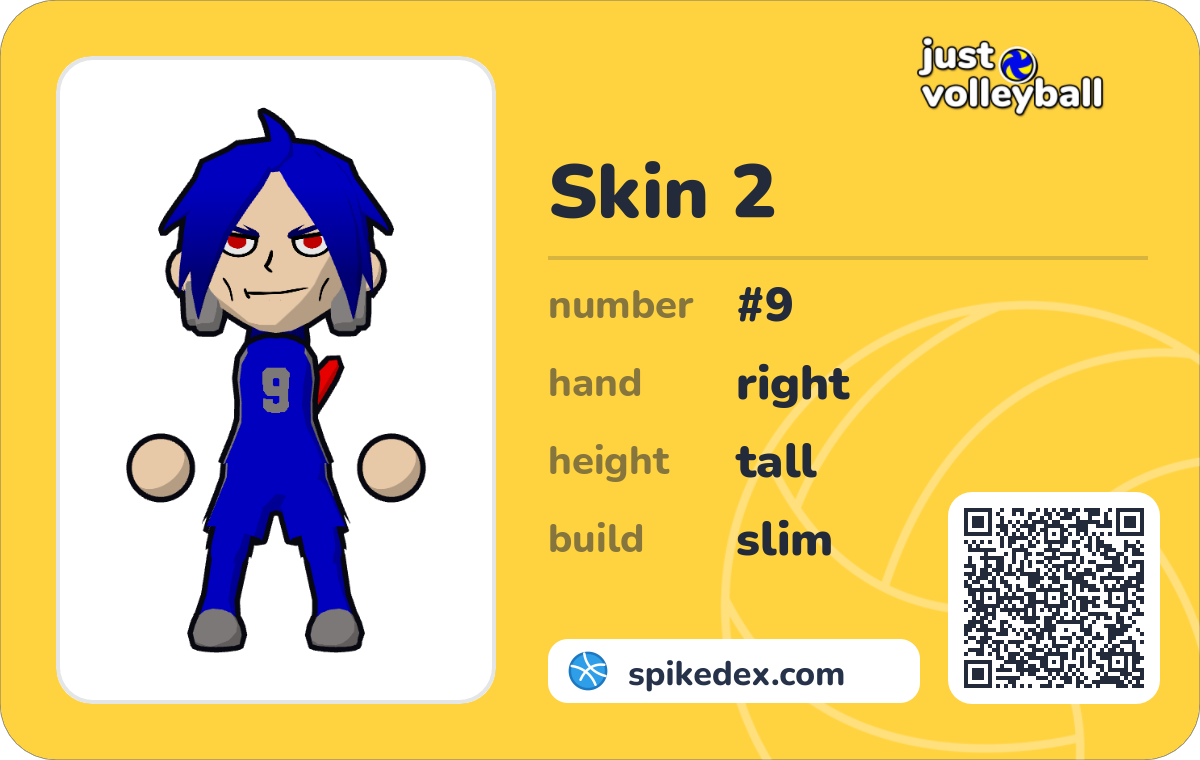 just
volleyball
Skin 2
number #9
hand right
height tall
build slim
9
spikedex.com